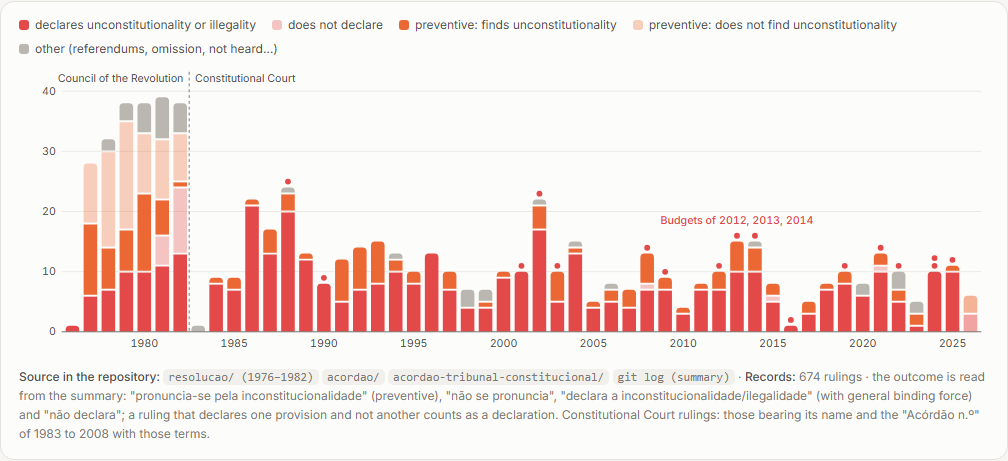 declares unconstitutionality or illegality does not declare preventive: finds unconstitutionality preventive: does not find unconstitutionality
other (referendums, omission, not heard...)
Council of the Revolution Constitutional Court
40
30
20
10
0
Budgets of 2012, 2013, 2014
1980 1985 1990 1995 2000 2005 2010 2015 2020 2025
Source in the repository: resolucao/ (1976–1982) acordao/ acordao-tribunal-constitucional/ git log (summary) · Records: 674 rulings · the outcome is read
from the summary: "pronuncia-se pela inconstitucionalidade" (preventive), "não se pronuncia", "declara a inconstitucionalidade/ilegalidade" (with general binding force)
and "não declara"; a ruling that declares one provision and not another counts as a declaration. Constitutional Court rulings: those bearing its name and the "Acórdão n.º"
of 1983 to 2008 with those terms.